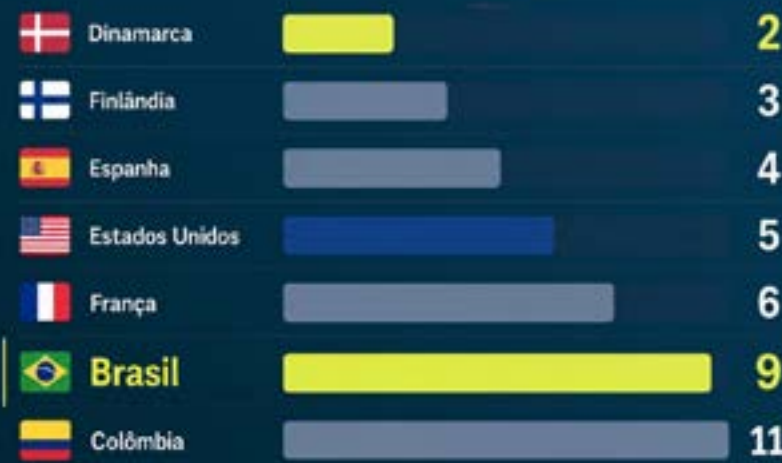 Dinamarca 2
Finlândia 3
Espanha 4
Estados Unidos 5
França 6
Brasil 9
Colômbia 11